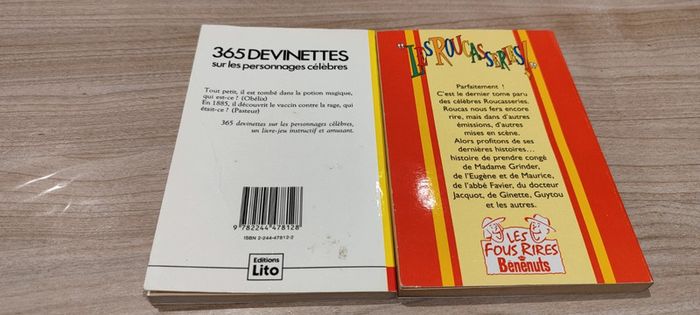 365 DEVINETTES
sur les personnages célèbres
Tout petit, il est tombé dans la potion magique,
qui est-ce ? (Obélix)
En 1885, il découvrit le vaccin contre la rage, qui
était-ce ? (Pasteur)
365 devinettes sur les personnages célèbres,
un livre-jeu instructif et amusant.
9 782244 478128
ISBN 2-244-47812-2
Editions
Lito
"LES ROUCASSERIES!..."
Parfaitement !
C'est le dernier tome paru
des célèbres Roucasseries.
Roucas nous fera encore
rire, mais dans d'autres
émissions, d'autres
mises en scène.
Alors profitons de ses
dernières histoires...
histoire de prendre congé
de Madame Grinder,
de l'Eugène et de Maurice,
de l'abbé Favier, du docteur
Jacquot, de Ginette, Guytou
et les autres.
LES
FOUS RIRES
Bénénuts